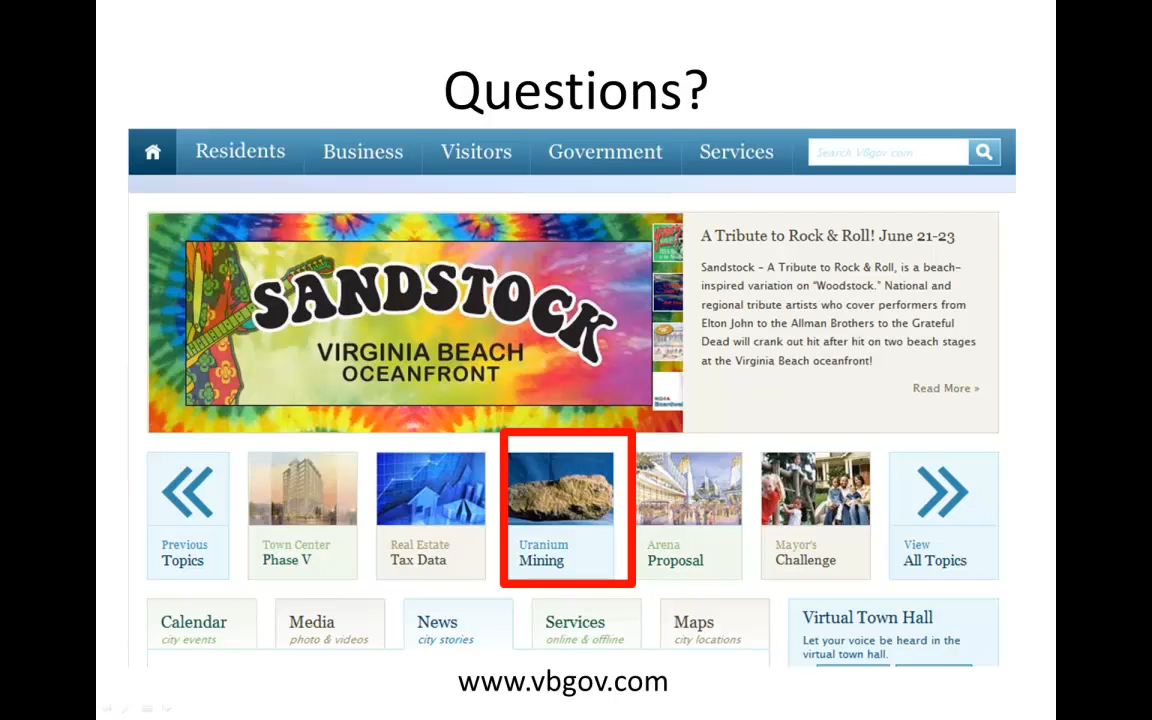 Questions?
Residents Business Visitors Government Services Search VBgov.com
SANDSTOCK
VIRGINIA BEACH
OCEANFRONT
A Tribute to Rock & Roll! June 21-23
Sandstock – A Tribute to Rock & Roll, is a beach-
inspired variation on “Woodstock.” National and
regional tribute artists who cover performers from
Elton John to the Allman Brothers to the Grateful
Dead will crank out hit after hit on two beach stages
at the Virginia Beach oceanfront!
Read More »
Previous
Topics
Town Center
Phase V
Real Estate
Tax Data
Uranium
Mining
Arena
Proposal
Mayor's
Challenge
View
All Topics
Calendar
city events
Media
photo & videos
News
city stories
Services
online & offline
Maps
city locations
Virtual Town Hall
Let your voice be heard in the
virtual town hall.
www.vbgov.com